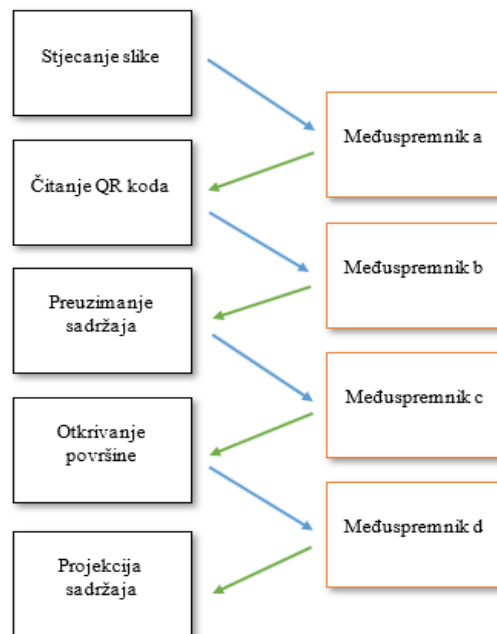 Stjecanje slike
Međuspremnik a
Čitanje QR koda
Međuspremnik b
Preuzimanje
sadržaja
Međuspremnik c
Otkrivanje
površine
Međuspremnik d
Projekcija
sadržaja